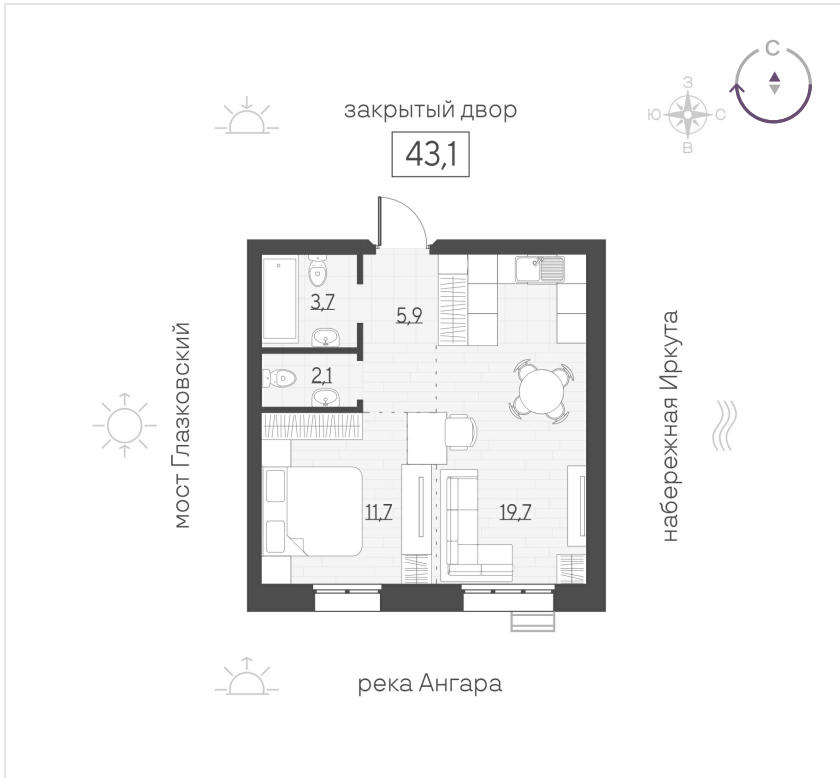 С
З
Ю
С
В
закрытый двор
43,1
3,7
5,9
2,1
мост Глазковский
набережная Иркута
11,7
19,7
река Ангара